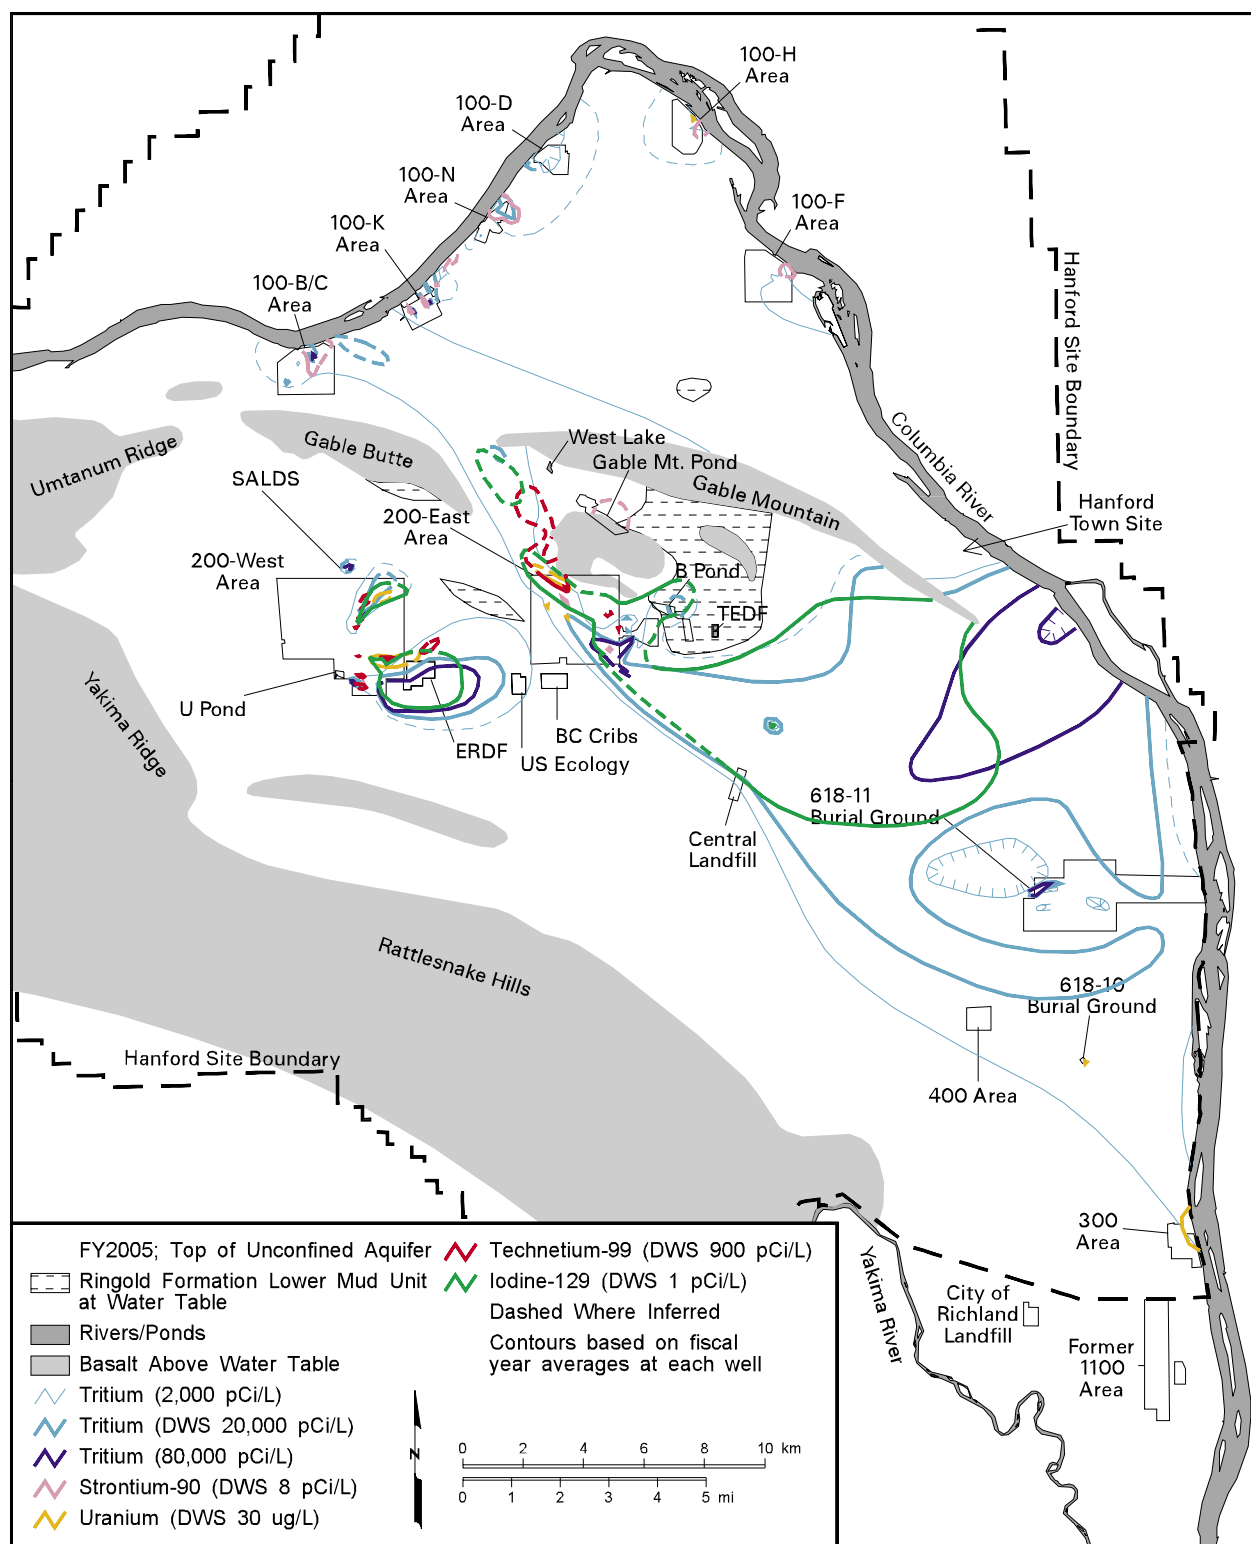 100-H
Area
100-D
Area
100-N
Area
100-K
Area
100-F
Area
100-B/C
Area
Hanford Site Boundary
Columbia River
Umtanum Ridge
Gable Butte
West Lake
Gable Mt. Pond
Gable Mountain
SALDS
200-East
Area
Hanford
Town Site
200-West
Area
B Pond
TEDF
Yakima Ridge
U Pond
ERDF
BC Cribs
US Ecology
618-11
Burial Ground
Central
Landfill
Rattlesnake Hills
618-10
Burial Ground
400 Area
Hanford Site Boundary
300
Area
Yakima River
City of
Richland
Landfill
Former
1100
Area
FY2005; Top of Unconfined Aquifer
Ringold Formation Lower Mud Unit
at Water Table
Rivers/Ponds
Basalt Above Water Table
Tritium (2,000 pCi/L)
Tritium (DWS 20,000 pCi/L)
Tritium (80,000 pCi/L)
Strontium-90 (DWS 8 pCi/L)
Uranium (DWS 30 ug/L)
Technetium-99 (DWS 900 pCi/L)
Iodine-129 (DWS 1 pCi/L)
Dashed Where Inferred
Contours based on fiscal
year averages at each well
N
0 2 4 6 8 10 km
0 1 2 3 4 5 mi